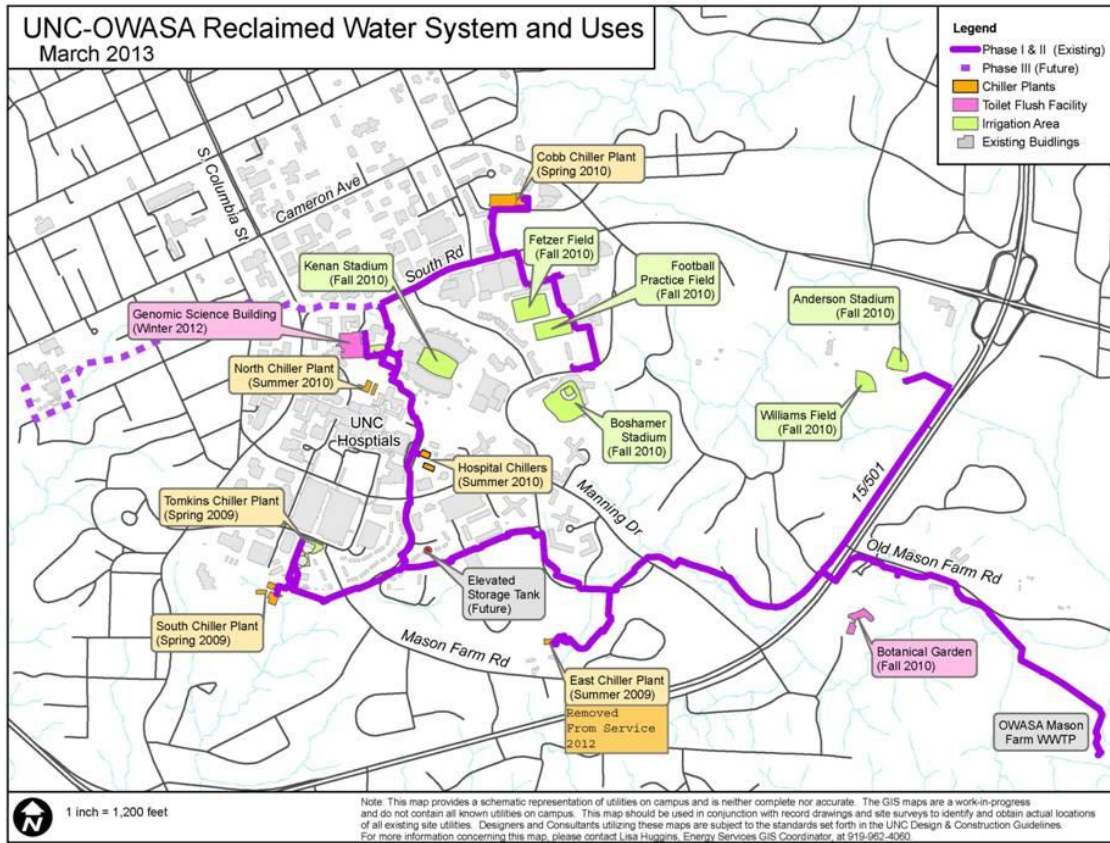 UNC-OWASA Reclaimed Water System and Uses
March 2013
Legend
Phase I & II (Existing)
Phase III (Future)
Chiller Plants
Toilet Flush Facility
Irrigation Area
Existing Buidlings
S. Columbia St
Cameron Ave
South Rd
Cobb Chiller Plant
(Spring 2010)
Fetzer Field
(Fall 2010)
Football
Practice Field
(Fall 2010)
Kenan Stadium
(Fall 2010)
Anderson Stadium
(Fall 2010)
Genomic Science Building
(Winter 2012)
North Chiller Plant
(Summer 2010)
UNC
Hosptials
Williams Field
(Fall 2010)
Boshamer
Stadium
(Fall 2010)
Hospital Chillers
(Summer 2010)
Manning Dr
15/501
Tomkins Chiller Plant
(Spring 2009)
Old Mason Farm Rd
Elevated
Storage Tank
(Future)
South Chiller Plant
(Spring 2009)
Mason Farm Rd
Botanical Garden
(Fall 2010)
East Chiller Plant
(Summer 2009)
Removed
From Service
2012
OWASA Mason
Farm WWTP
N
1 inch = 1,200 feet
Note: This map provides a schematic representation of utilities on campus and is neither complete nor accurate. The GIS maps are a work-in-progress
and do not contain all known utilities on campus. This map should be used in conjunction with record drawings and site surveys to identify and obtain actual locations
of all existing site utilities. Designers and Consultants utilizing these maps are subject to the standards set forth in the UNC Design & Construction Guidelines.
For more information concerning this map, please contact Lisa Huggins, Energy Services GIS Coordinator, at 919-962-4060.